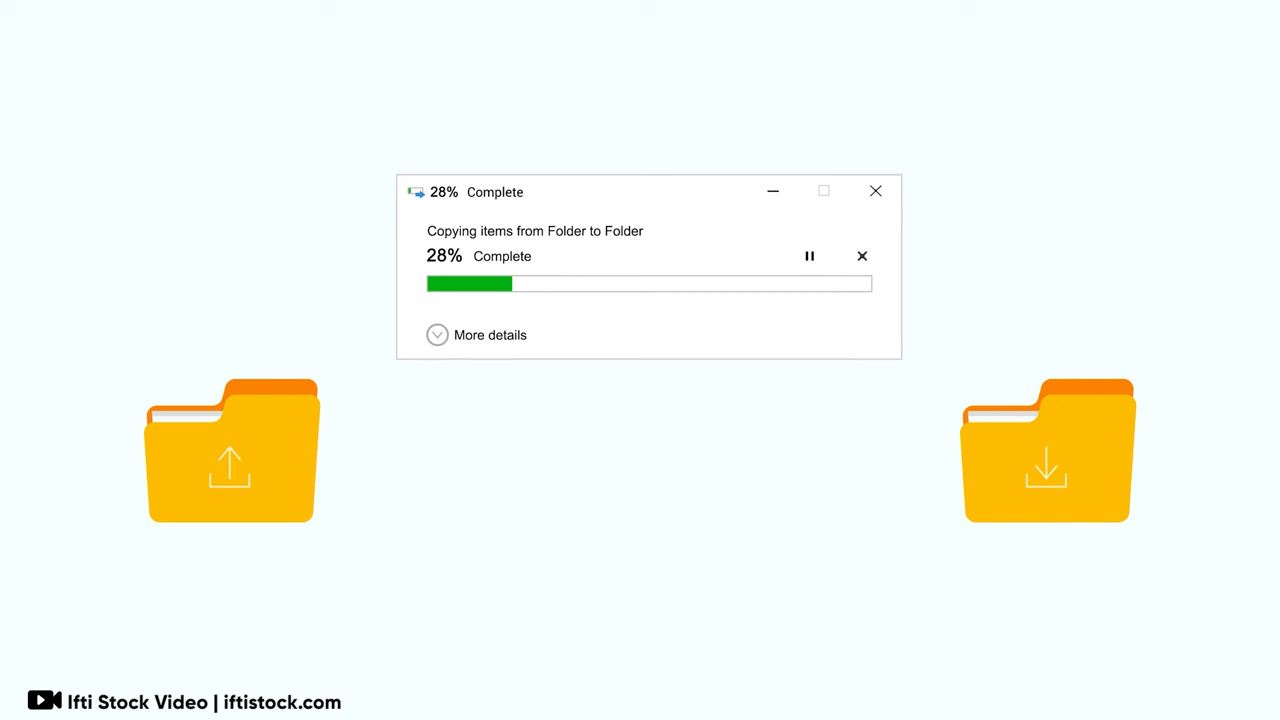 28% Complete
Copying items from Folder to Folder
28% Complete
More details
Ifti Stock Video | iftistock.com